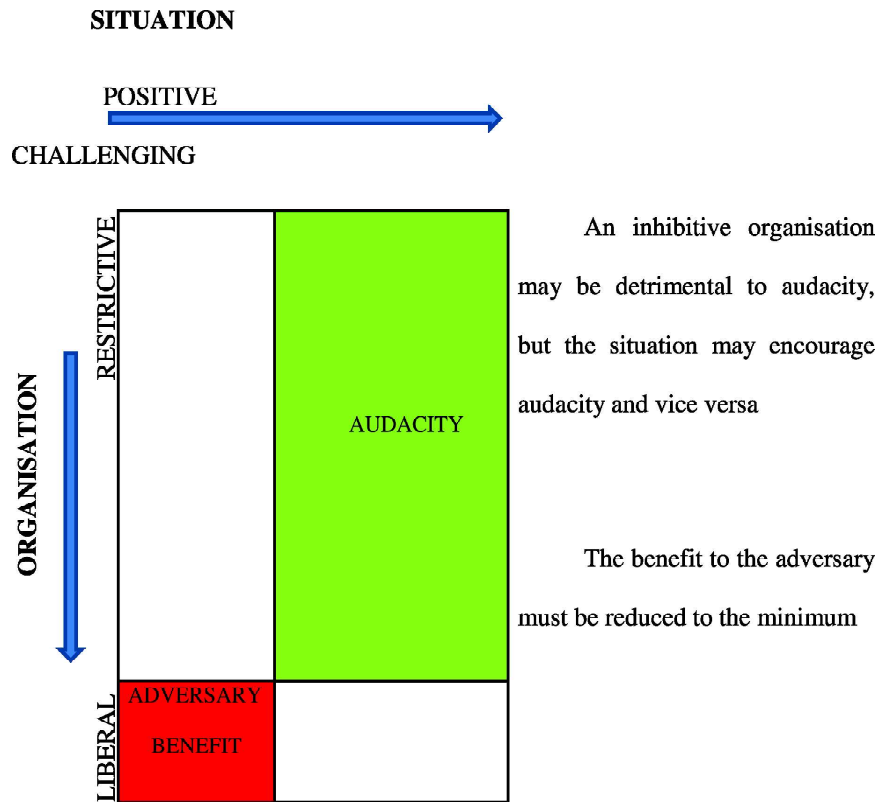 SITUATION
POSITIVE
CHALLENGING
RESTRICTIVE
ORGANISATION
LIBERAL
AUDACITY
ADVERSARY
BENEFIT
An inhibitive organisation
may be detrimental to audacity,
but the situation may encourage
audacity and vice versa
The benefit to the adversary
must be reduced to the minimum